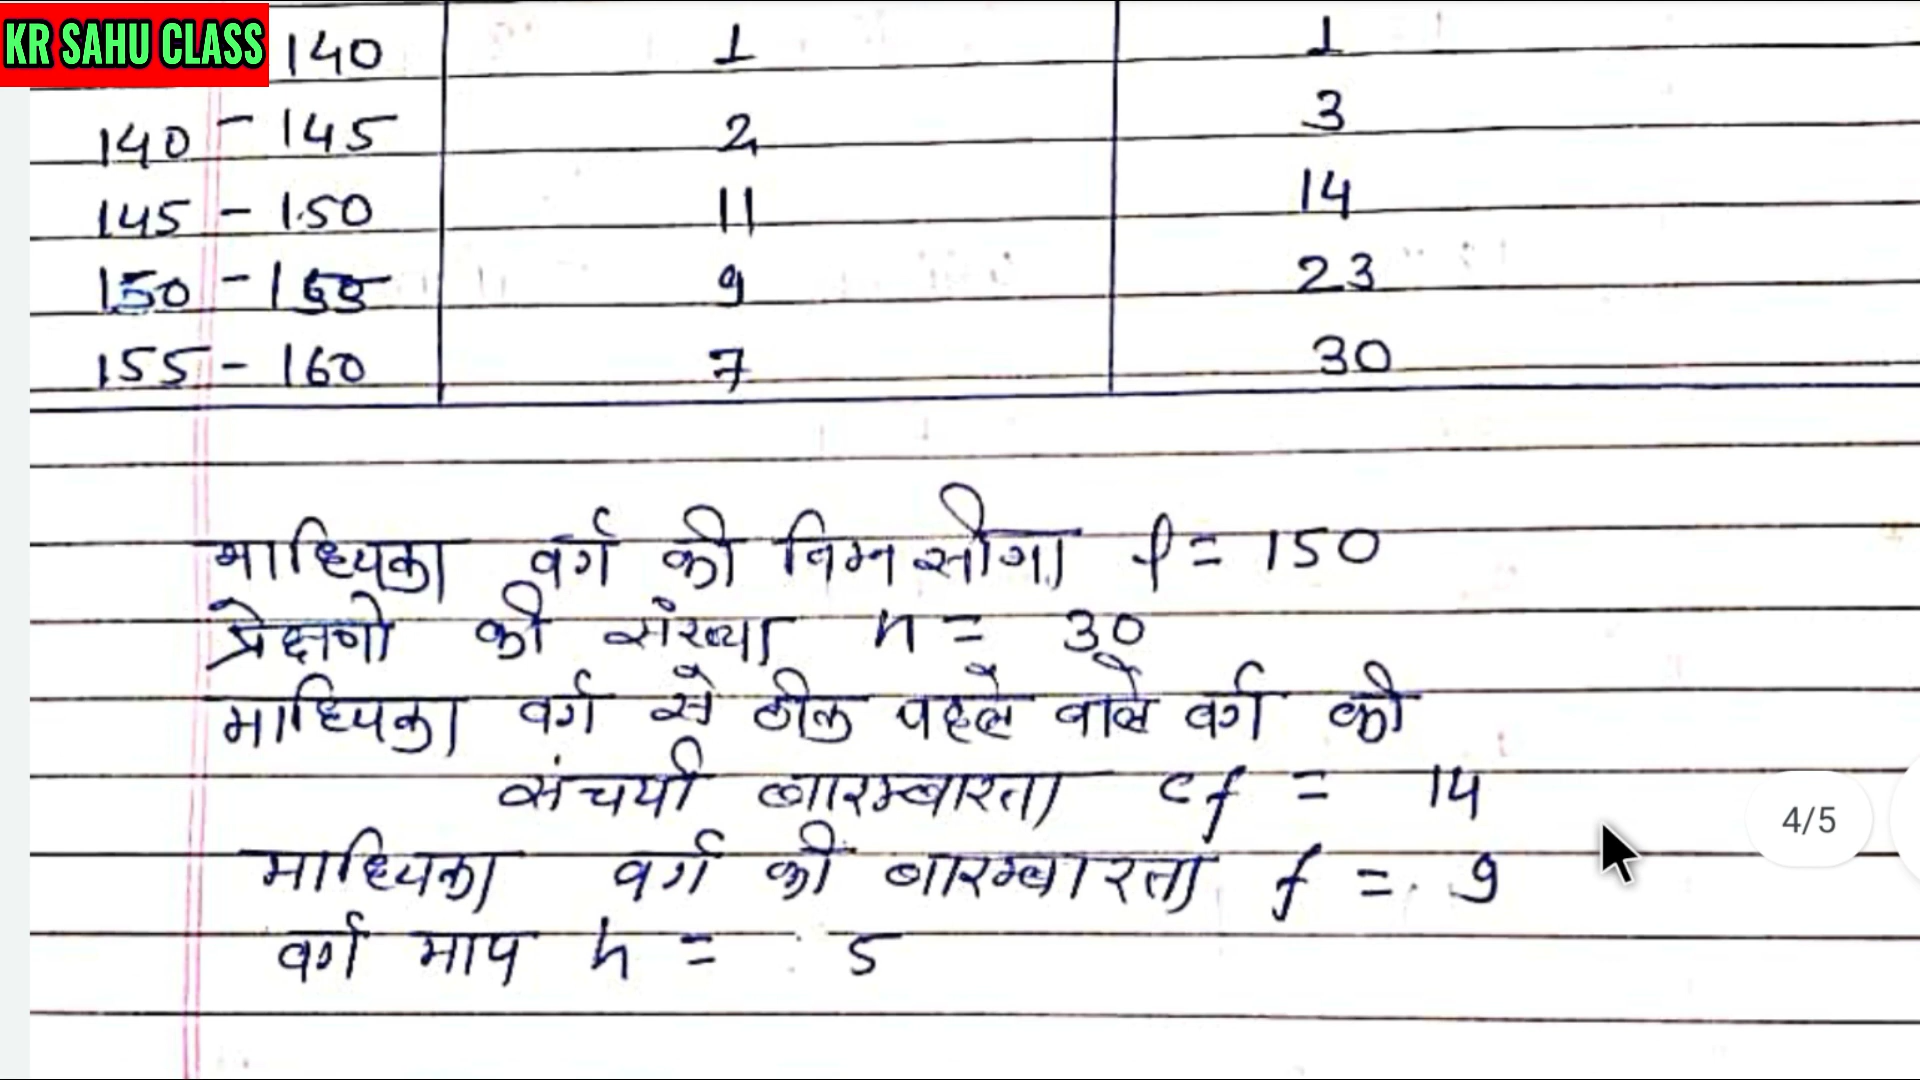 KR SAHU CLASS
140 1 1
140 - 145 2 3
145 - 150 11 14
150 - 155 9 23
155 - 160 7 30
माध्यिका वर्ग की निम्न सीमा l = 150
प्रेक्षणो की संख्या n = 30
माध्यिका वर्ग से ठीक पहले वाले वर्ग की
संचयी बारम्बारता cf = 14
4/5
माध्यिका वर्ग की बारम्बारता f = 9
वर्ग माप h = 5